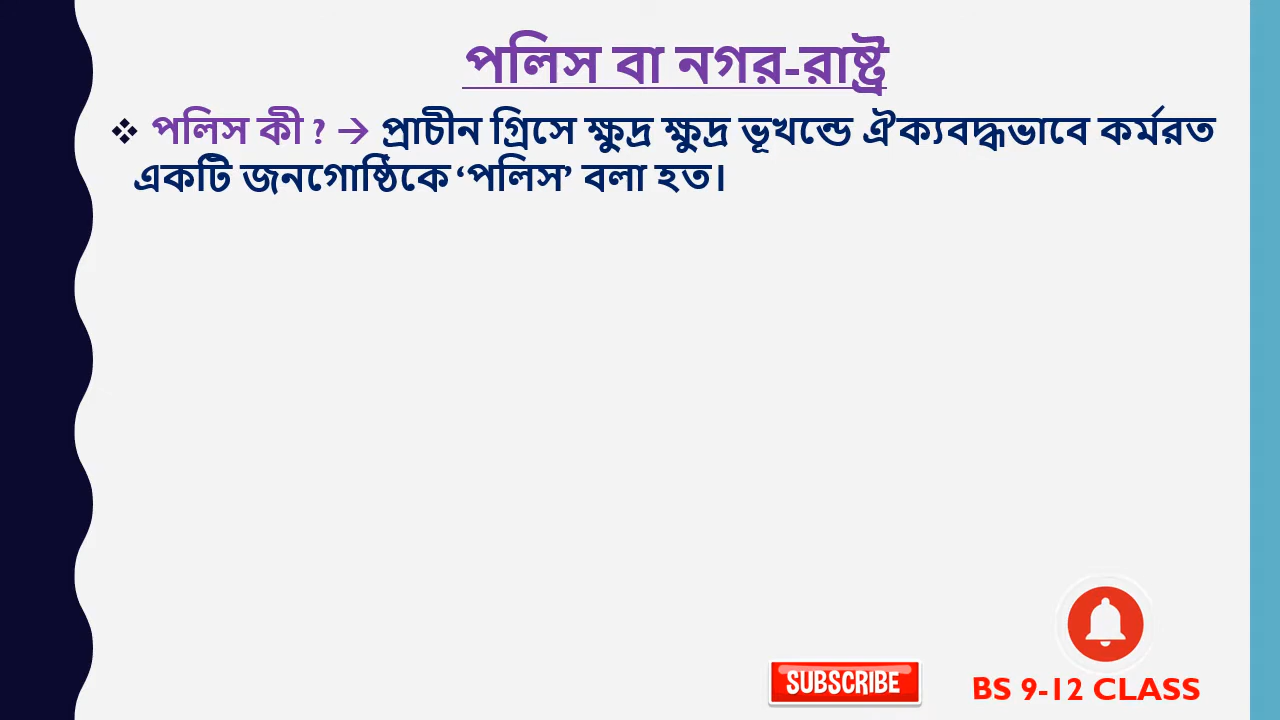 পলিস বা নগর-রাষ্ট্র
❖ পলিস কী ? → প্রাচীন গ্রিসে ক্ষুদ্র ক্ষুদ্র ভূখন্ডে ঐক্যবদ্ধভাবে কর্মরত
একটি জনগোষ্ঠিকে ‘পলিস’ বলা হত।
SUBSCRIBE
BS 9-12 CLASS